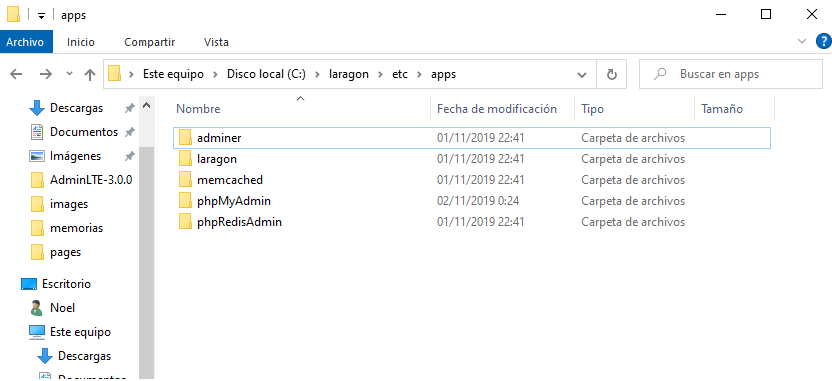 apps
Archivo Inicio Compartir Vista
Este equipo Disco local (C:) laragon etc apps Buscar en apps
Nombre Fecha de modificación Tipo Tamaño
Descargas
Documentos
Imágenes
AdminLTE-3.0.0
images
memorias
pages
Escritorio
Noel
Este equipo
Descargas
Documentos
adminer 01/11/2019 22:41 Carpeta de archivos
laragon 01/11/2019 22:41 Carpeta de archivos
memcached 01/11/2019 22:41 Carpeta de archivos
phpMyAdmin 02/11/2019 0:24 Carpeta de archivos
phpRedisAdmin 01/11/2019 22:41 Carpeta de archivos